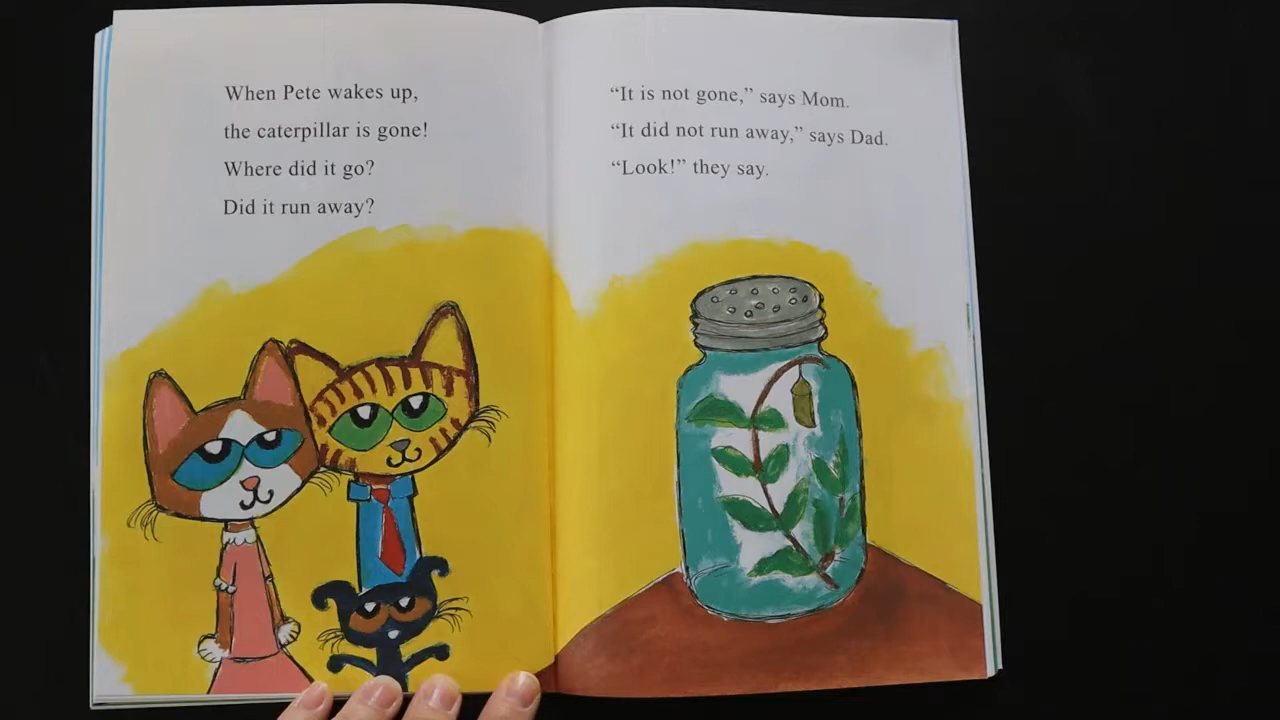 When Pete wakes up,
the caterpillar is gone!
Where did it go?
Did it run away?
“It is not gone,” says Mom.
“It did not run away,” says Dad.
“Look!” they say.